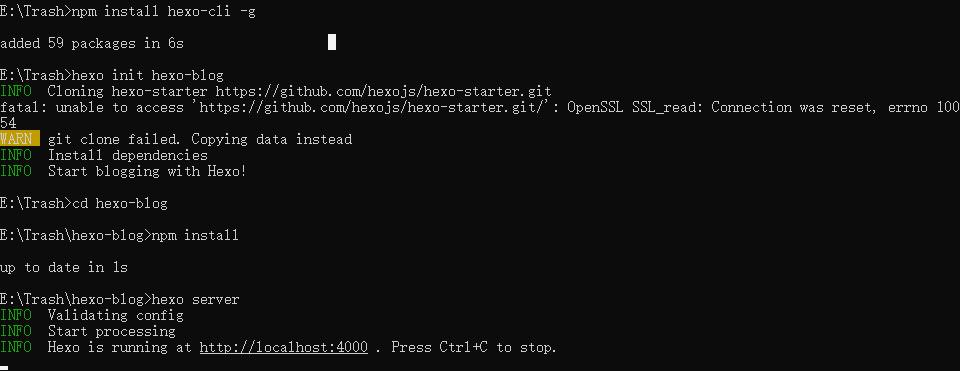 E:\Trash>npm install hexo-cli -g
added 59 packages in 6s
E:\Trash>hexo init hexo-blog
INFO  Cloning hexo-starter https://github.com/hexojs/hexo-starter.git
fatal: unable to access 'https://github.com/hexojs/hexo-starter.git/': OpenSSL SSL_read: Connection was reset, errno 100
54
WARN  git clone failed. Copying data instead
INFO  Install dependencies
INFO  Start blogging with Hexo!
E:\Trash>cd hexo-blog
E:\Trash\hexo-blog>npm install
up to date in 1s
E:\Trash\hexo-blog>hexo server
INFO  Validating config
INFO  Start processing
INFO  Hexo is running at http://localhost:4000 . Press Ctrl+C to stop.